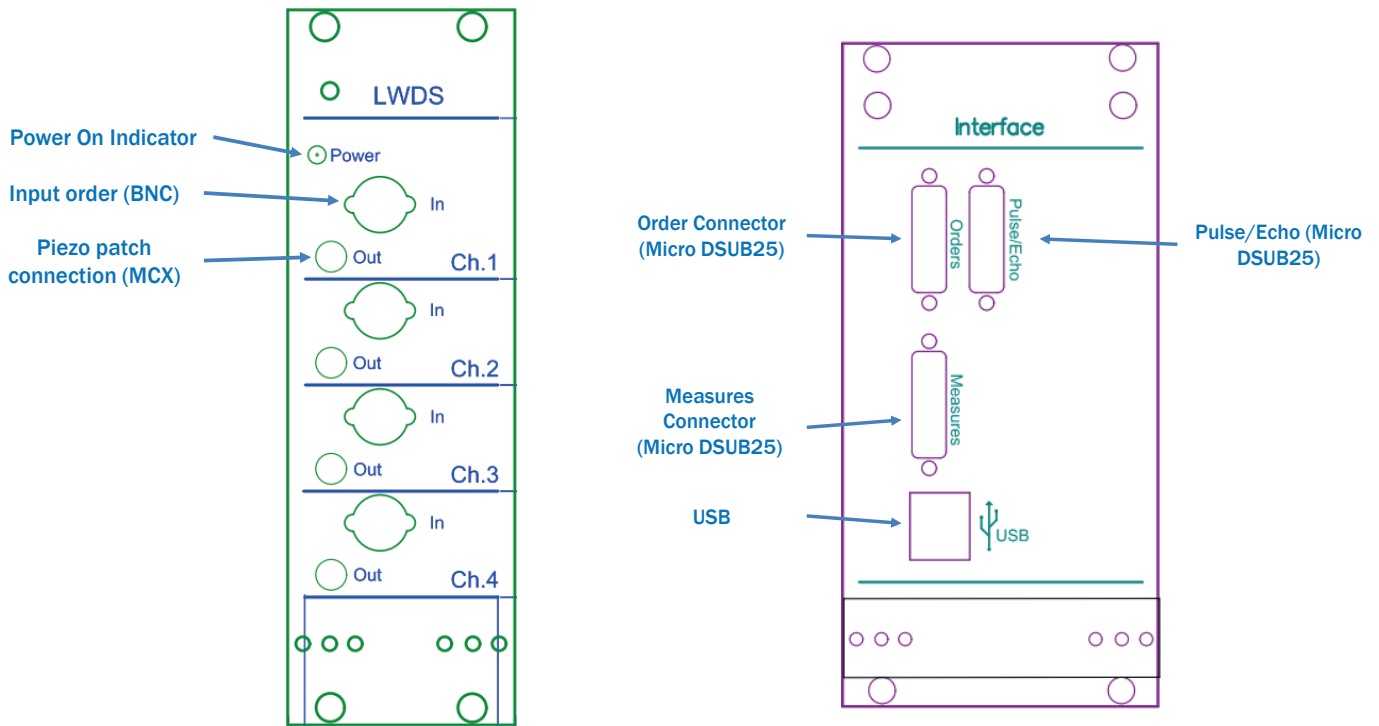 LWDS
Power On Indicator
Power
Input order (BNC)
In
Piezo patch
connection (MCX)
Out
Ch.1
In
Out
Ch.2
In
Out
Ch.3
In
Out
Ch.4
Interface
Order Connector
(Micro DSUB25)
Orders
Pulse/Echo
Pulse/Echo (Micro
DSUB25)
Measures
Connector
(Micro DSUB25)
Measures
USB
USB